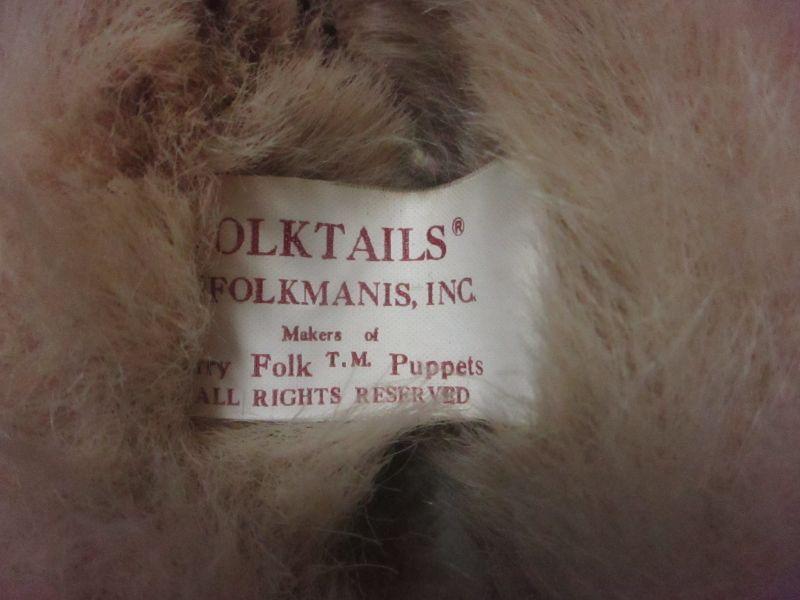 OLKTAILS®
FOLKMANIS, INC.
Makers of
rry Folk T.M. Puppets
ALL RIGHTS RESERVED